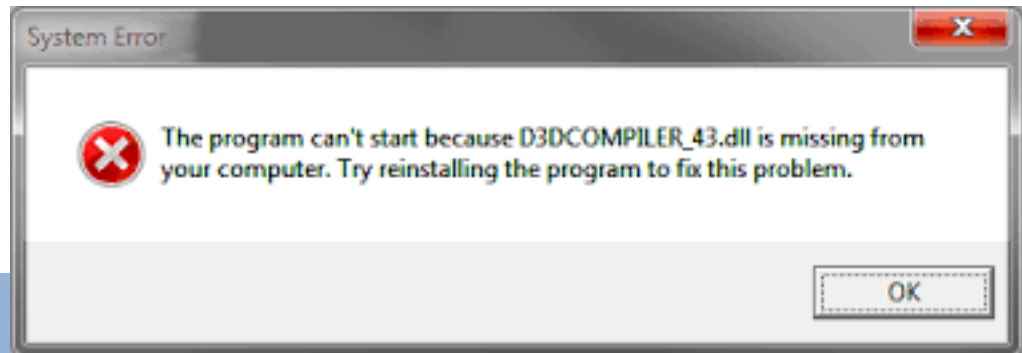 System Error
The program can't start because D3DCOMPILER_43.dll is missing from
your computer. Try reinstalling the program to fix this problem.
OK